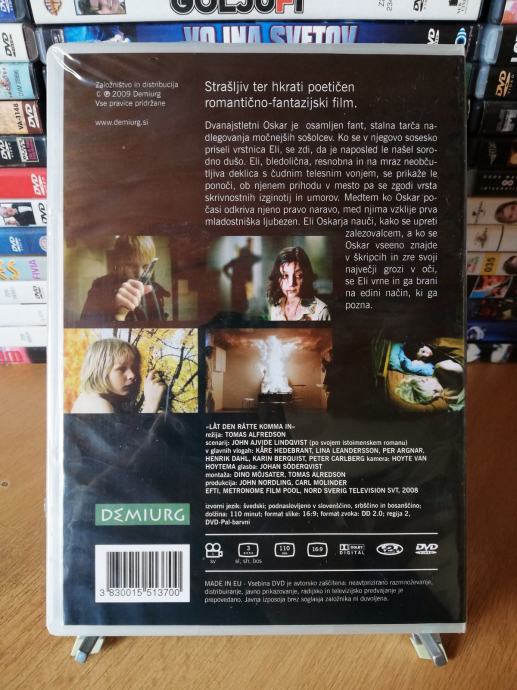 GOLJUFI
VOJNA SVETOV
Založništvo in distribucija
© ℗ 2009 Demiurg
Vse pravice pridržane
www.demiurg.si
Strašljiv ter hkrati poetičen
romantično-fantazijski film.
Dvanajstletni Oskar je osamljen fant, stalna tarča na-
dlegovanja močnejših sošolcev. Ko se v njegovo sosesko
priseli vrstnica Eli, se zdi, da je naposled le našel soro-
dno dušo. Eli, bledolična, resnobna in na mraz neobču-
tljiva deklica s čudnim telesnim vonjem, se prikaže le
ponoči, ob njenem prihodu v mesto pa se zgodi vrsta
skrivnostnih izginotij in umorov. Medtem ko Oskar po-
časi odkriva njeno pravo naravo, med njima vzklije prva
mladostniška ljubezen. Eli Oskarja nauči, kako se upreti
zalezovalcem, a ko se
Oskar vseeno znajde
v škripcih in zre svoji
največji grozi v oči,
se Eli vrne in ga brani
na edini način, ki ga
pozna.
»LÅT DEN RÄTTE KOMMA IN«
režija: TOMAS ALFREDSON
scenarij: JOHN AJVIDE LINDQVIST (po svojem istoimenskem romanu)
v glavnih vlogah: KÅRE HEDEBRANT, LINA LEANDERSSON, PER ARGNAR,
HENRIK DAHL, KARIN BERQUIST, PETER CARLBERG kamera: HOYTE VAN
HOYTEMA glasba: JOHAN SÖDERQVIST
montaža: DINO MÖJSATER, TOMAS ALREDSON
produkcija: JOHN NORDLING, CARL MOLINDER
EFTI, METRONOME FILM POOL, NORD SVERIG TELEVISION SVT, 2008
izvorni jezik: švedski; podnaslovljeno v slovenščino, srbščino in bosanščino;
dolžina: 110 minut; format slike: 16:9; format zvoka: DD 2.0; regija 2,
DVD-Pal-barvni
DEMIURG
3 830015 513700
sv
3
sl, sh, bos
110
16:9
DOLBY DIGITAL
2
DVD
MADE IN EU - Vsebina DVD je avtorsko zaščitena: neavtorizirano razmnoževanje,
distribuiranje, javno prikazovanje, radijsko in televizijsko predvajanje je
prepovedano. Javna izposoja brez soglasja založnika ni dovoljena.